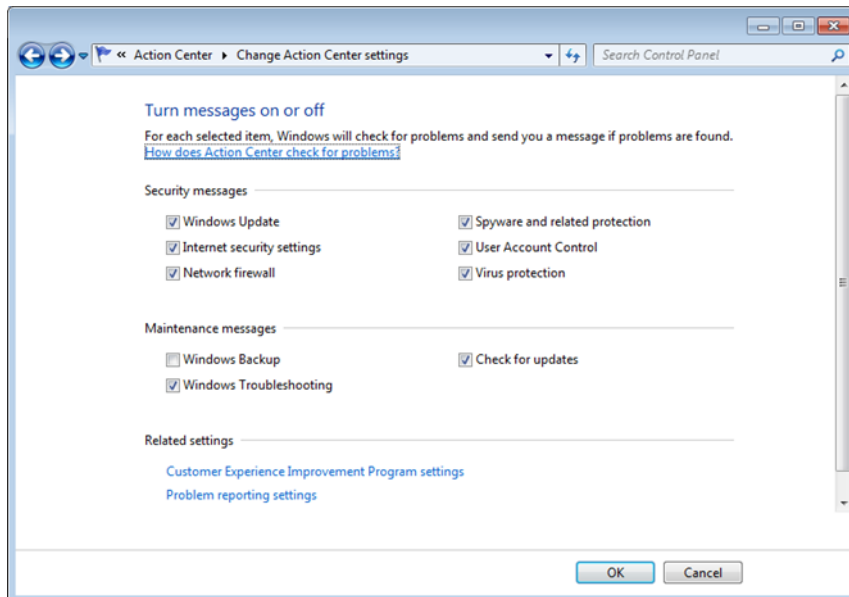 « Action Center ▸ Change Action Center settings
Search Control Panel
Turn messages on or off
For each selected item, Windows will check for problems and send you a message if problems are found.
How does Action Center check for problems?
Security messages
Windows Update
Spyware and related protection
Internet security settings
User Account Control
Network firewall
Virus protection
Maintenance messages
Windows Backup
Check for updates
Windows Troubleshooting
Related settings
Customer Experience Improvement Program settings
Problem reporting settings
OK
Cancel